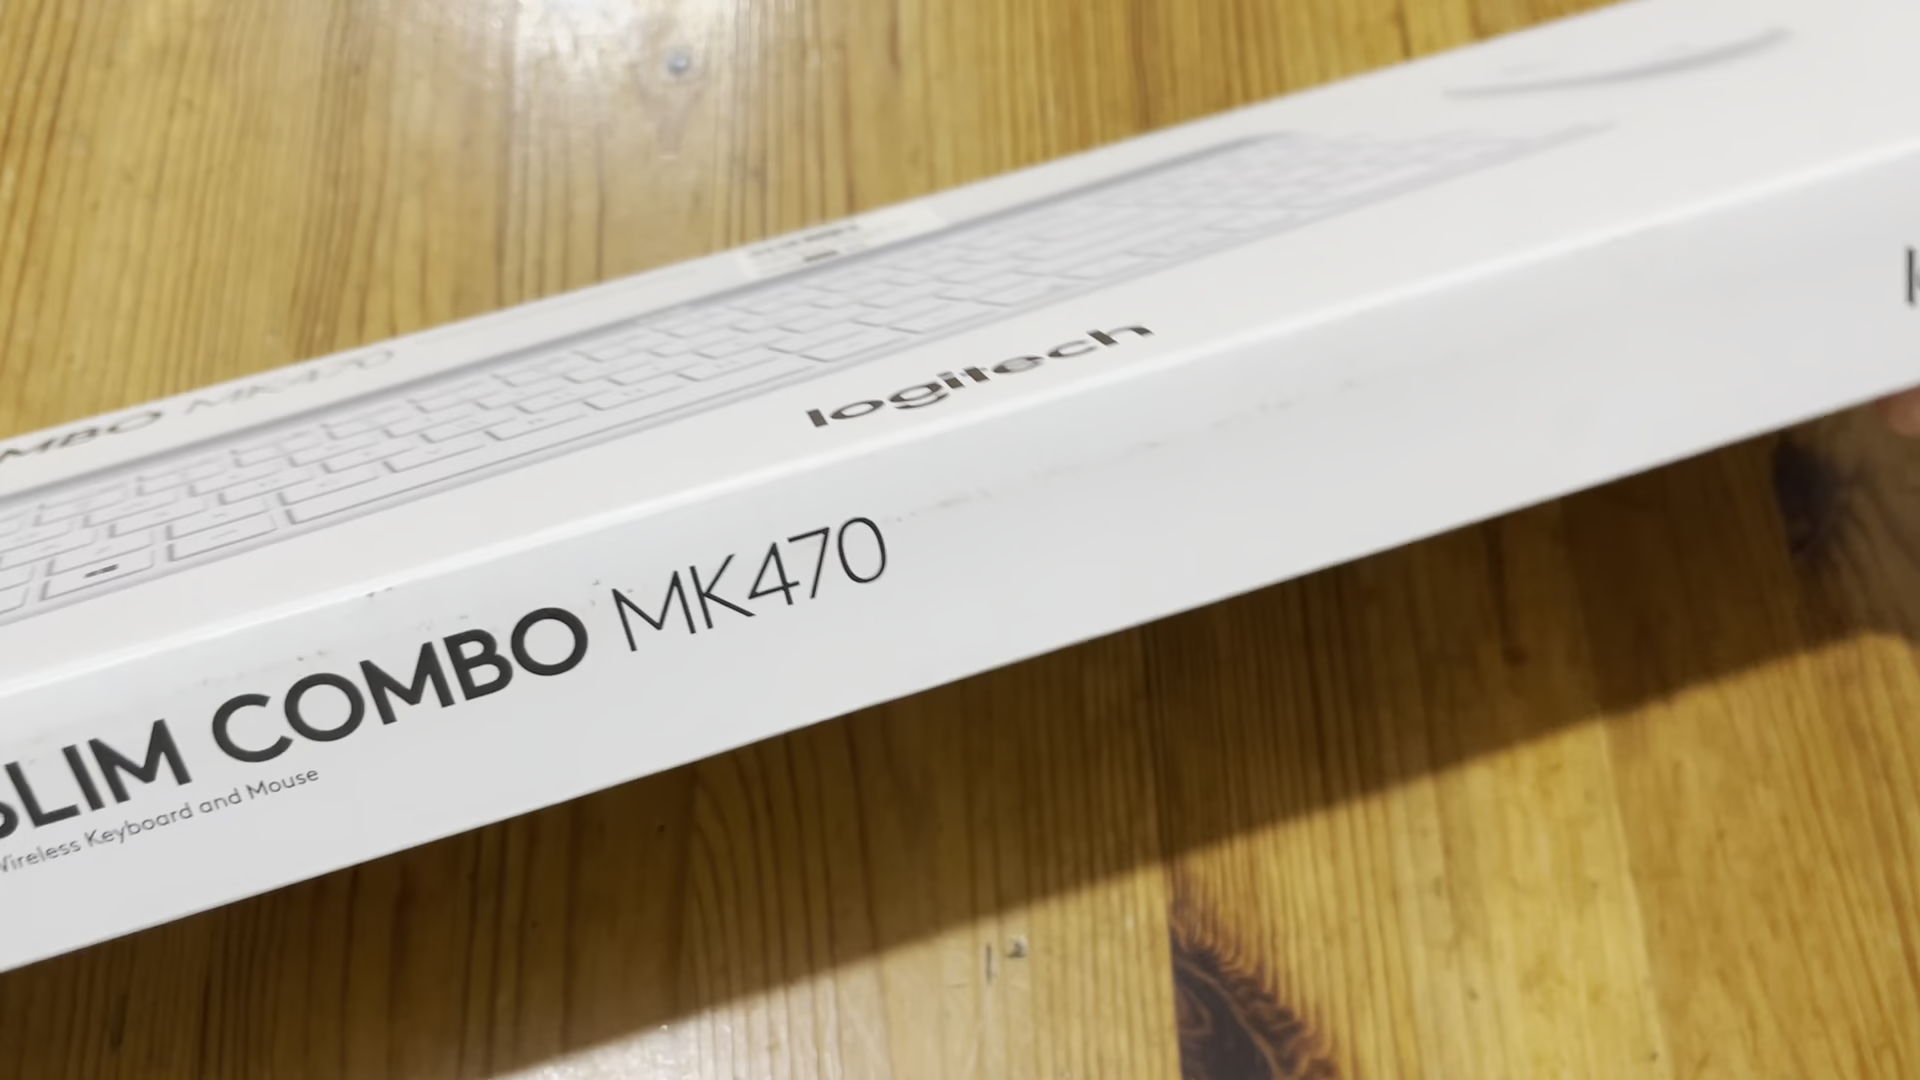 MBO MK470
logitech
SLIM COMBO MK470
Wireless Keyboard and Mouse